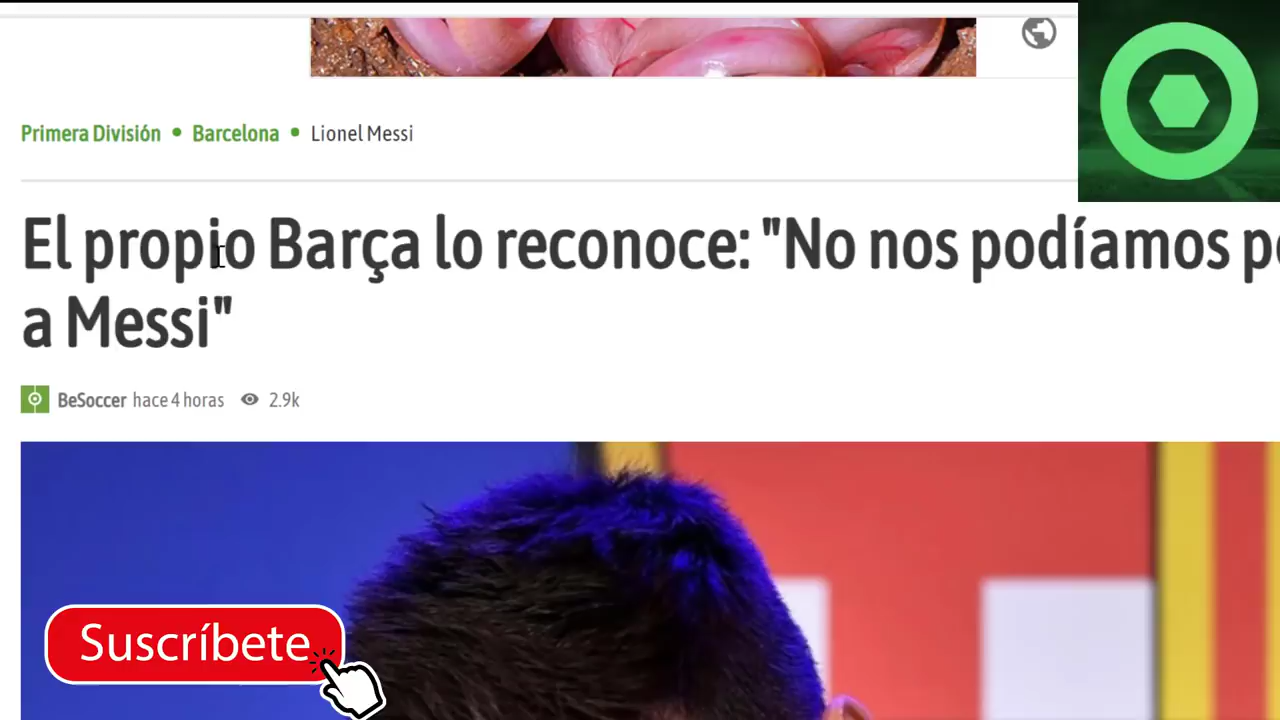 Primera División • Barcelona • Lionel Messi
El propio Barça lo reconoce: "No nos podíamos
a Messi"
BeSoccer hace 4 horas 2.9k
Suscríbete